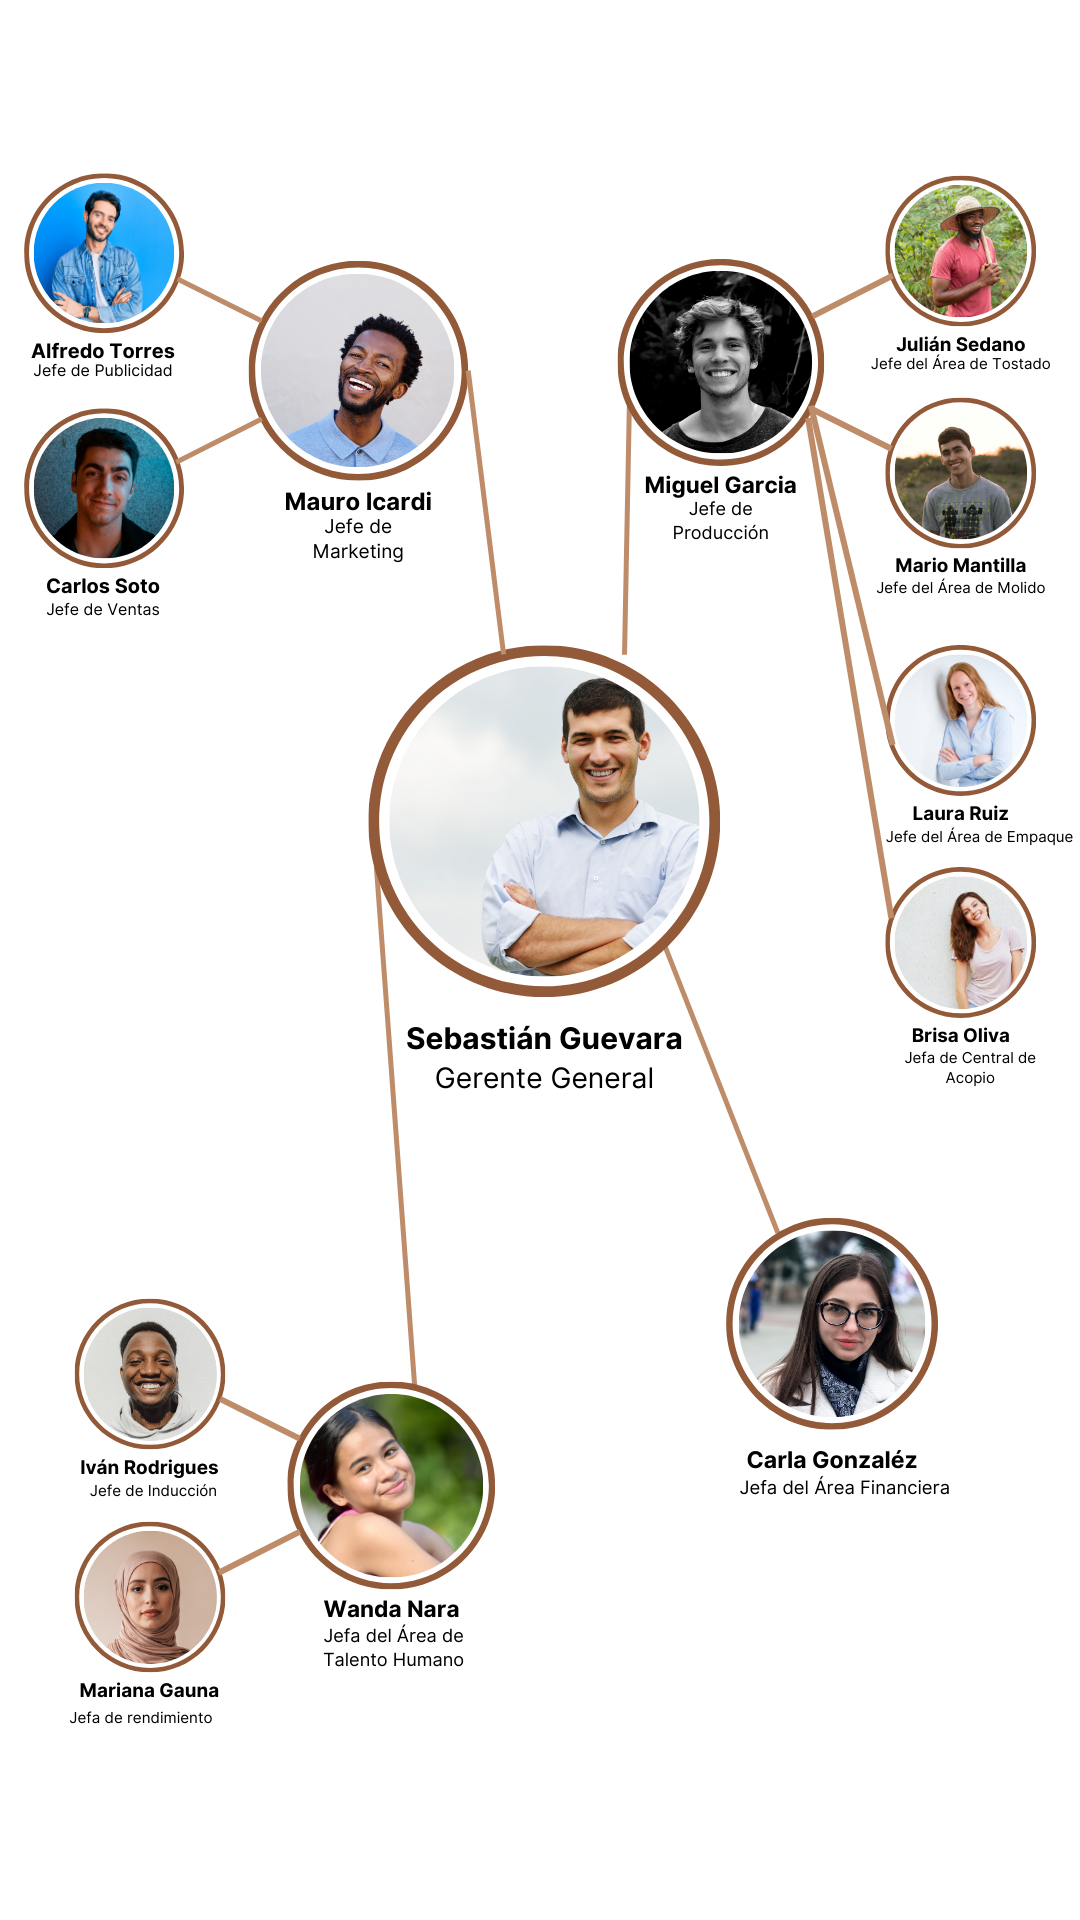 Alfredo Torres
Jefe de Publicidad
Carlos Soto
Jefe de Ventas
Mauro Icardi
Jefe de
Marketing
Miguel Garcia
Jefe de
Producción
Julián Sedano
Jefe del Área de Tostado
Mario Mantilla
Jefe del Área de Molido
Laura Ruiz
Jefe del Área de Empaque
Brisa Oliva
Jefa de Central de
Acopio
Sebastián Guevara
Gerente General
Carla Gonzaléz
Jefa del Área Financiera
Iván Rodrigues
Jefe de Inducción
Mariana Gauna
Jefa de rendimiento
Wanda Nara
Jefa del Área de
Talento Humano